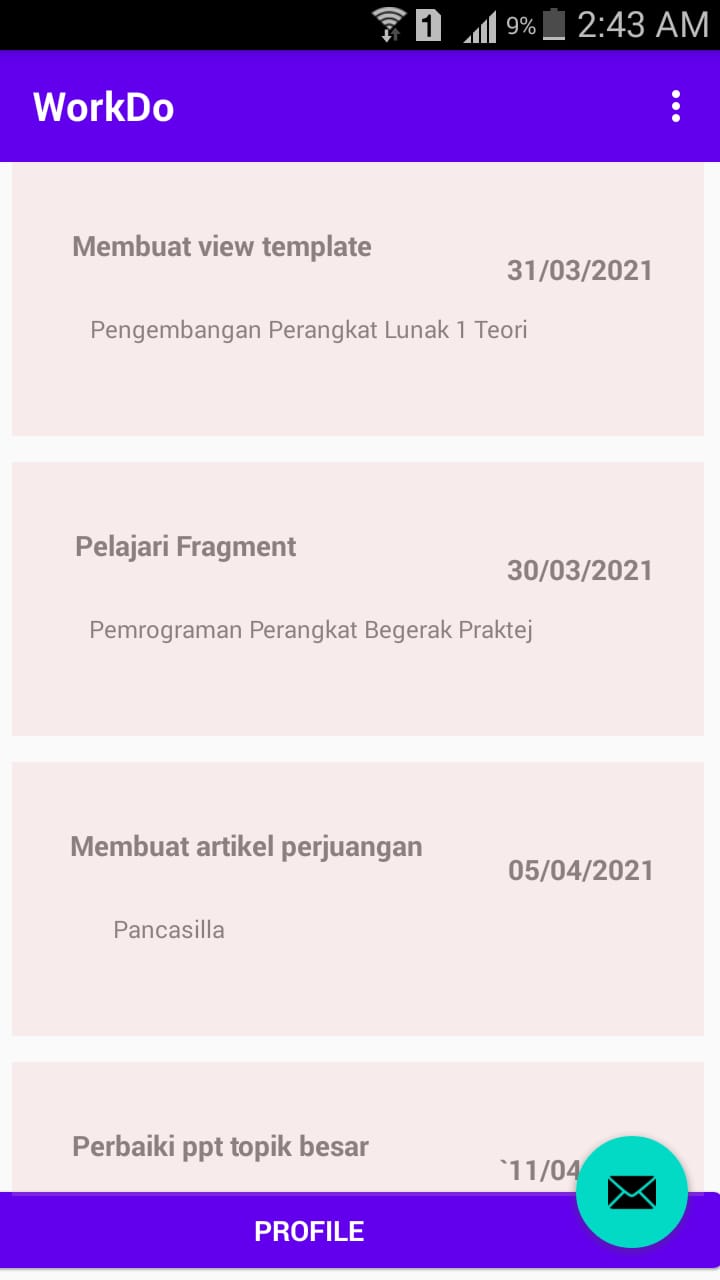 1 9% 2:43 AM
WorkDo
Membuat view template
31/03/2021
Pengembangan Perangkat Lunak 1 Teori
Pelajari Fragment
30/03/2021
Pemrograman Perangkat Begerak Praktej
Membuat artikel perjuangan
05/04/2021
Pancasilla
Perbaiki ppt topik besar
`11/04
PROFILE